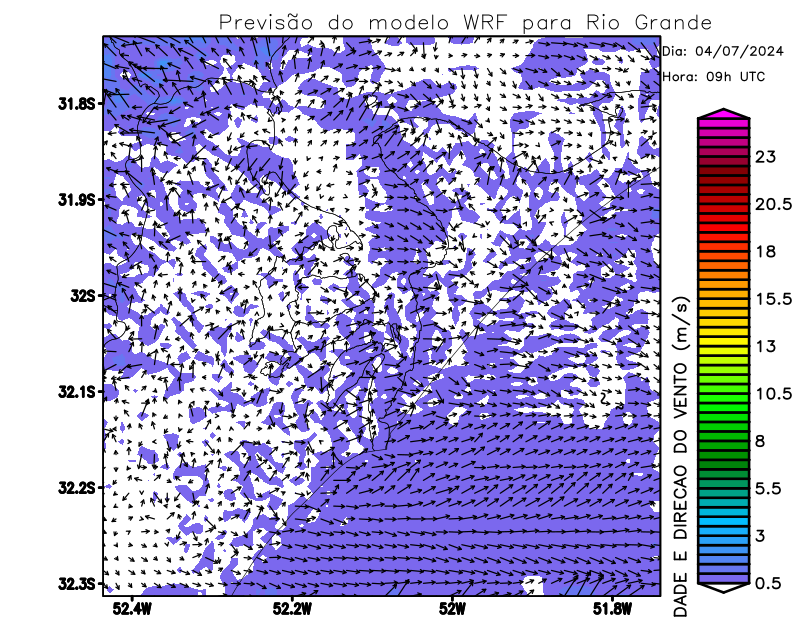 Previsão do modelo WRF para Rio Grande
Dia: 04/07/2024
Hora: 09h UTC
31.8S
31.9S
32S
32.1S
32.2S
32.3S
52.4W
52.2W
52W
51.8W
23
20.5
18
15.5
13
10.5
8
5.5
3
0.5
DADE E DIRECAO DO VENTO (m/s)